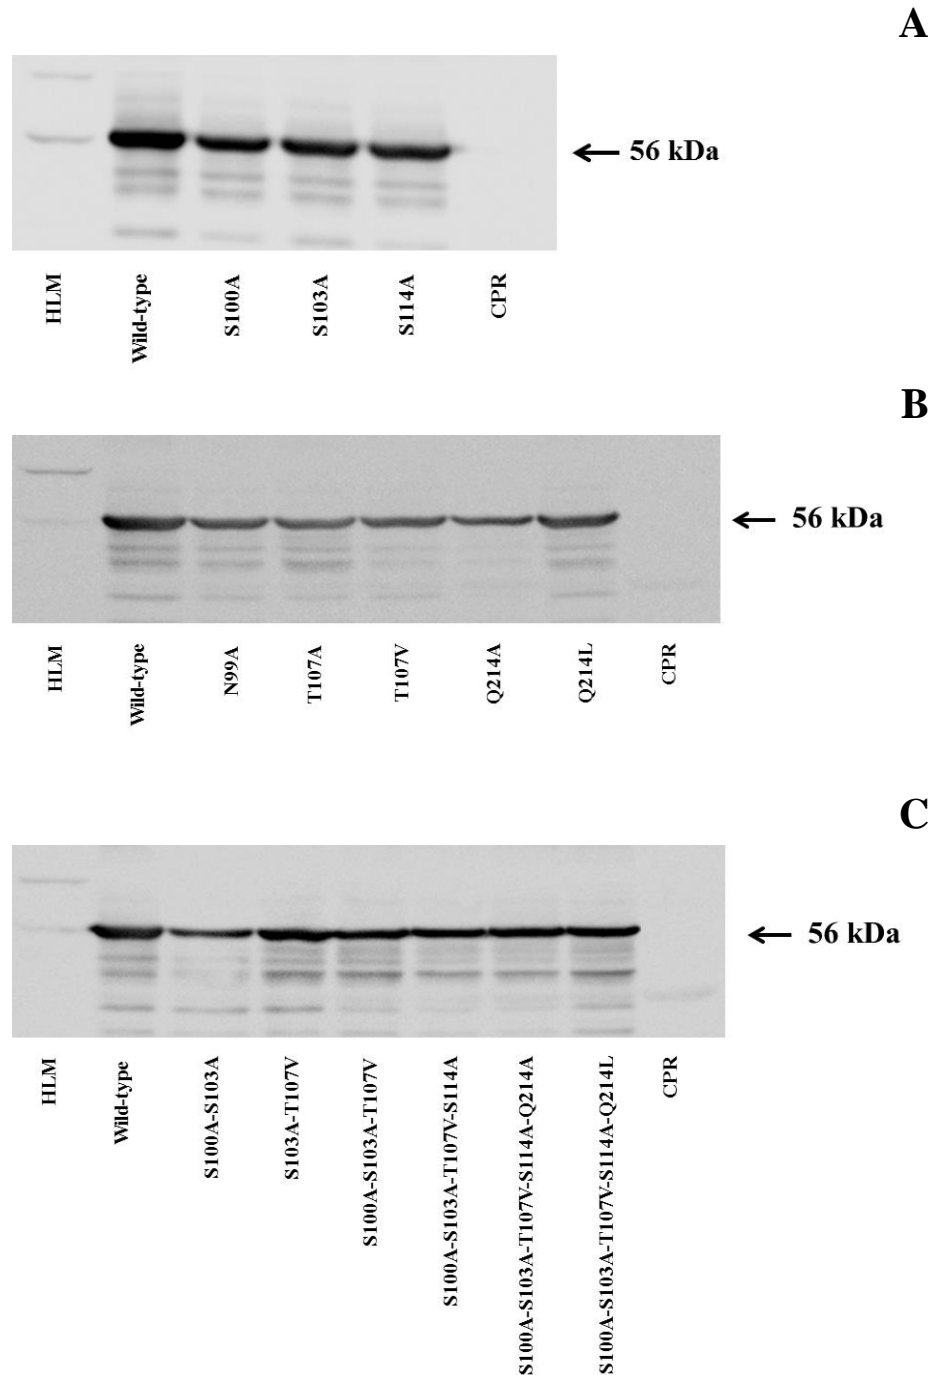 A
56 kDa
HLM
Wild-type
S100A
S103A
S114A
CPR
B
56 kDa
HLM
Wild-type
N99A
T107A
T107V
Q214A
Q214L
CPR
C
56 kDa
HLM
Wild-type
S100A-S103A
S103A-T107V
S100A-S103A-T107V
S100A-S103A-T107V-S114A
S100A-S103A-T107V-S114A-Q214A
S100A-S103A-T107V-S114A-Q214L
CPR